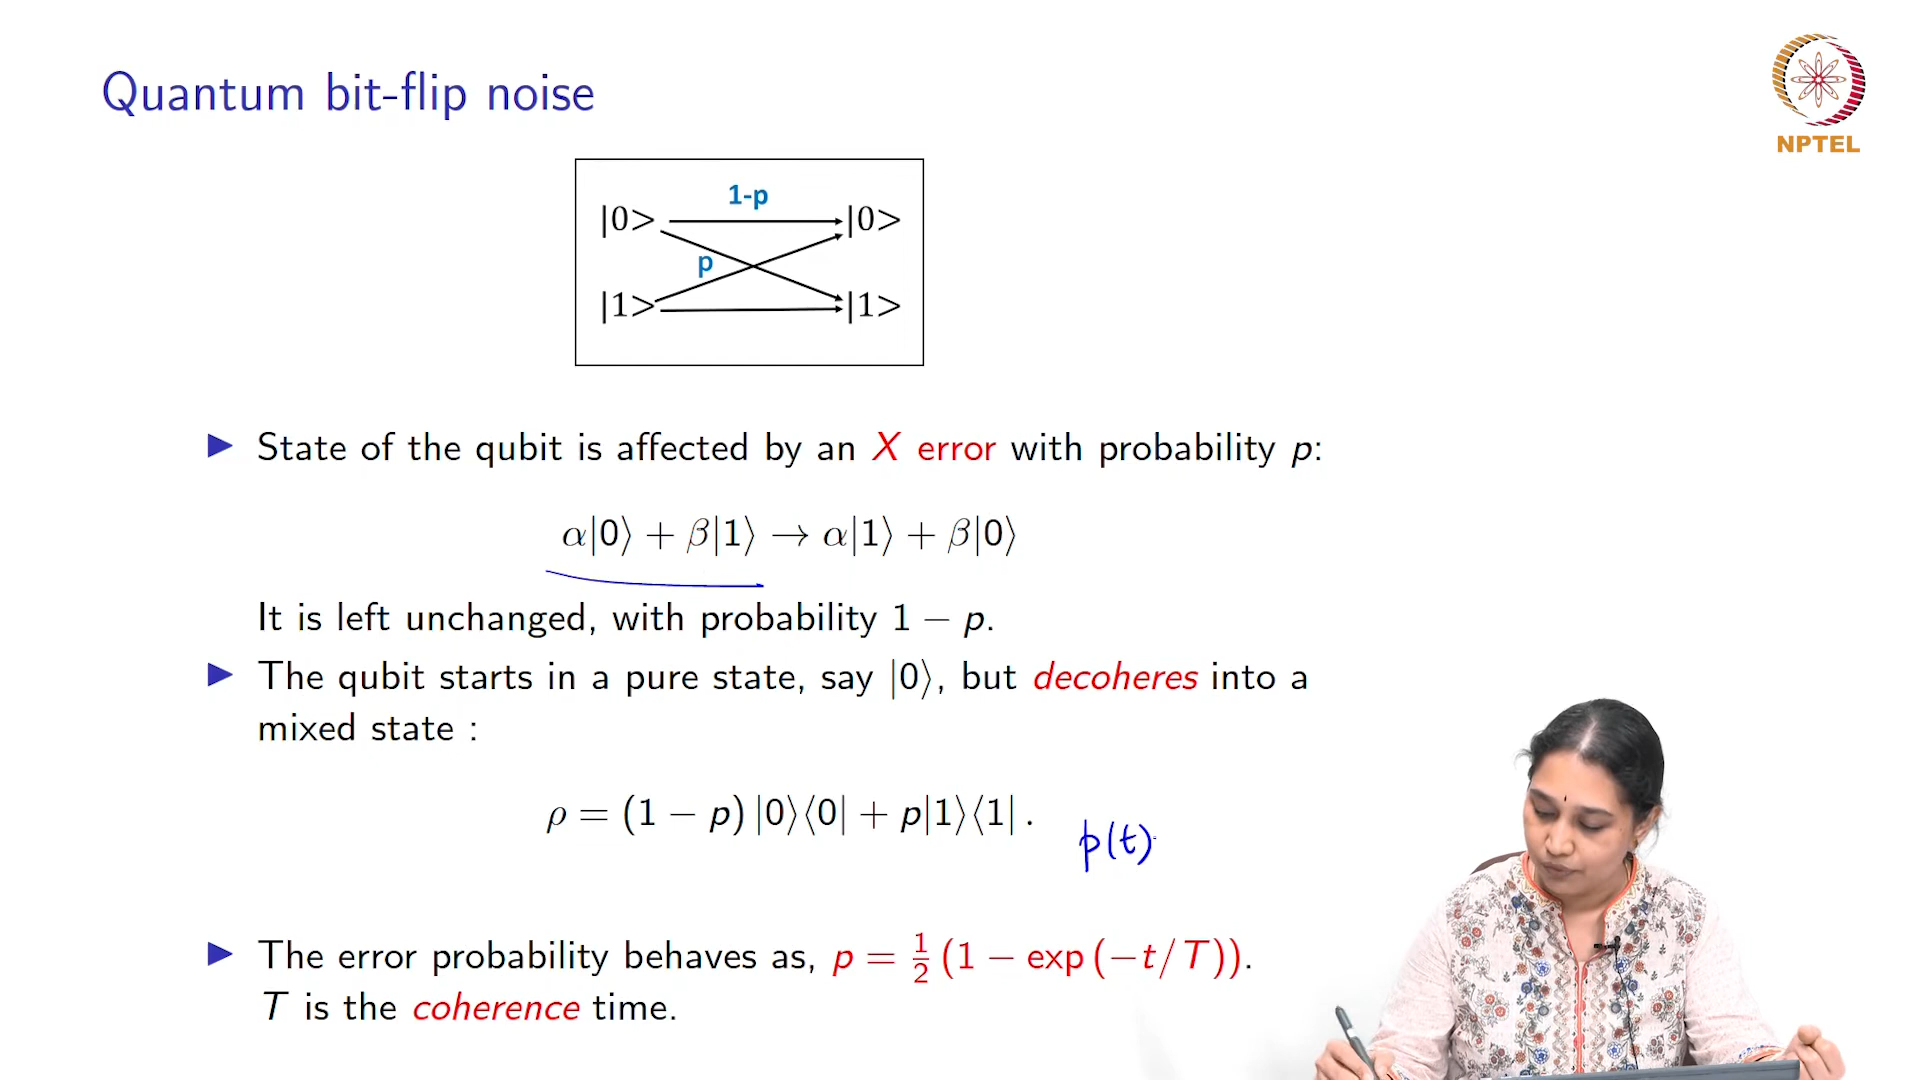 Quantum bit-flip noise
NPTEL
1-p
|0> |0>
p
|1> |1>
▶ State of the qubit is affected by an X error with probability p:
α|0⟩ + β|1⟩ → α|1⟩ + β|0⟩
It is left unchanged, with probability 1 − p.
▶ The qubit starts in a pure state, say |0⟩, but decoheres into a
mixed state :
ρ = (1 − p) |0⟩⟨0| + p|1⟩⟨1| .
p(t)
▶ The error probability behaves as, p = ½ (1 − exp (−t/T)).
T is the coherence time.